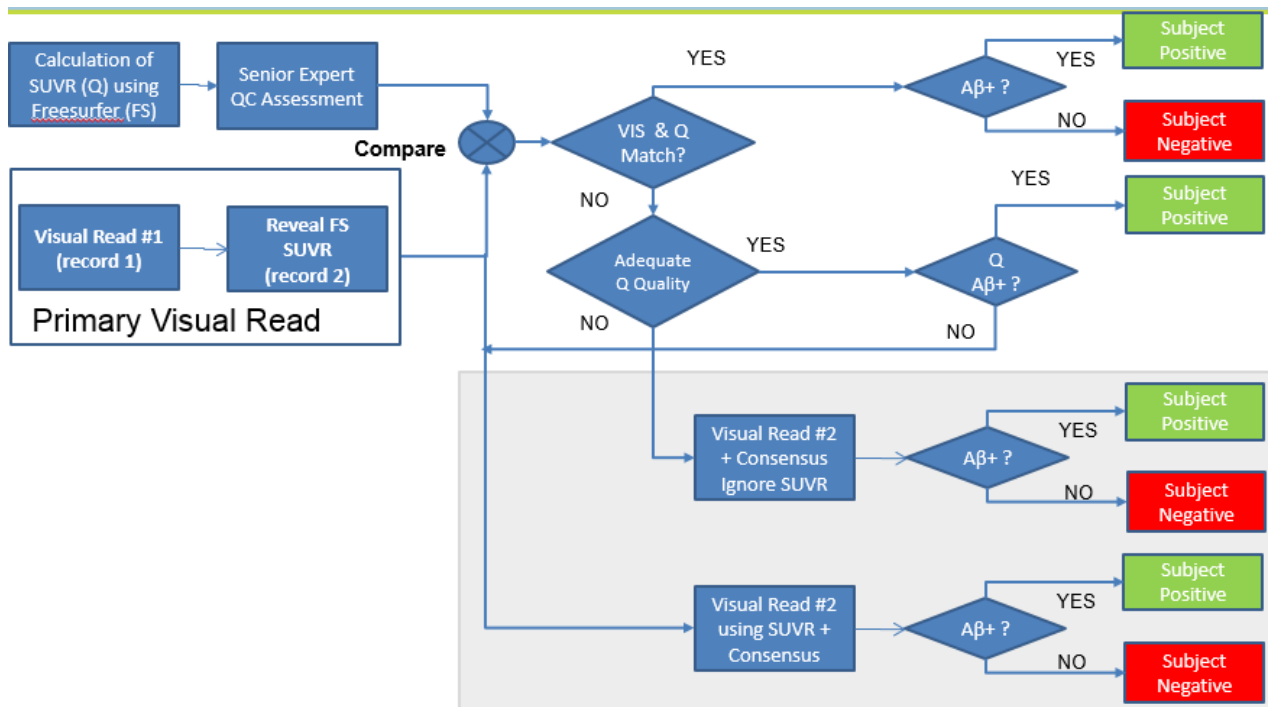 Calculation of
SUVR (Q) using
Freesurfer (FS)
Senior Expert
QC Assessment
Compare
VIS & Q
Match?
YES
NO
Aβ+ ?
YES
NO
Subject
Positive
Subject
Negative
Visual Read #1
(record 1)
Reveal FS
SUVR
(record 2)
Primary Visual Read
Adequate
Q Quality
YES
NO
Q
Aβ+ ?
YES
NO
Subject
Positive
Visual Read #2
+ Consensus
Ignore SUVR
Aβ+ ?
YES
NO
Subject
Positive
Subject
Negative
Visual Read #2
using SUVR +
Consensus
Aβ+ ?
YES
NO
Subject
Positive
Subject
Negative